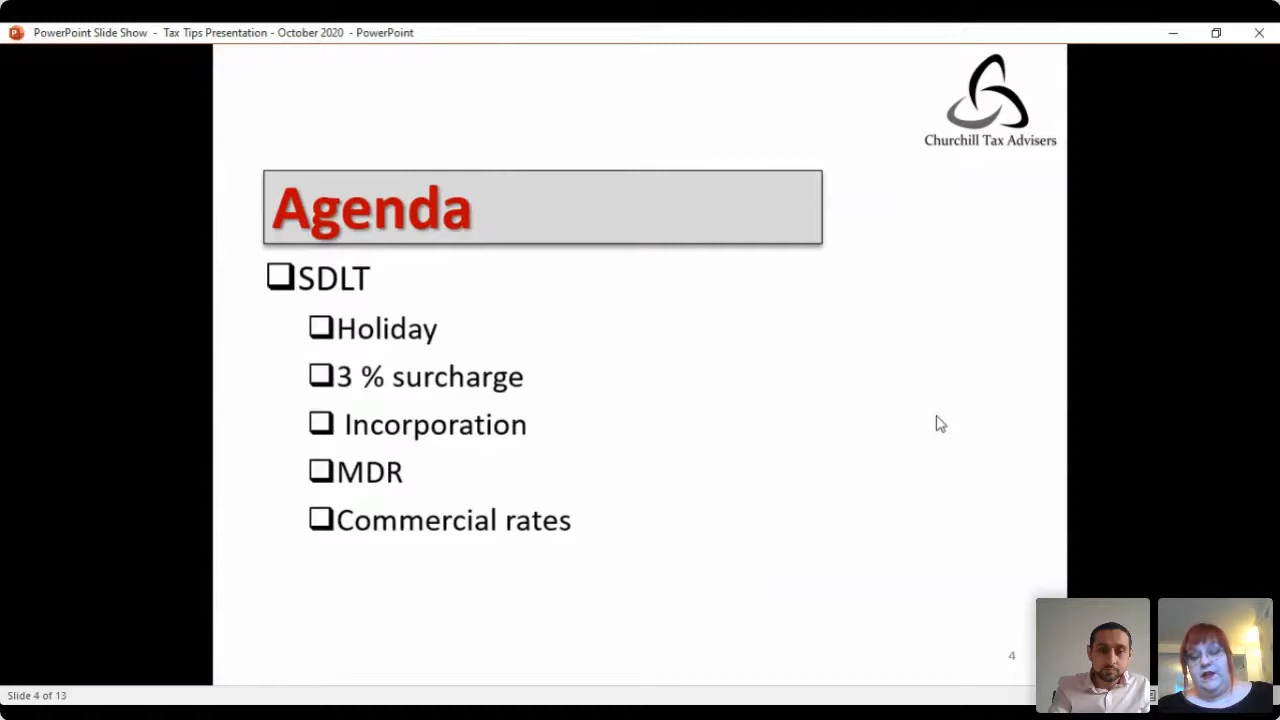 PowerPoint Slide Show - Tax Tips Presentation - October 2020 - PowerPoint
Churchill Tax Advisers
Agenda
SDLT
Holiday
3 % surcharge
Incorporation
MDR
Commercial rates
4
Slide 4 of 13